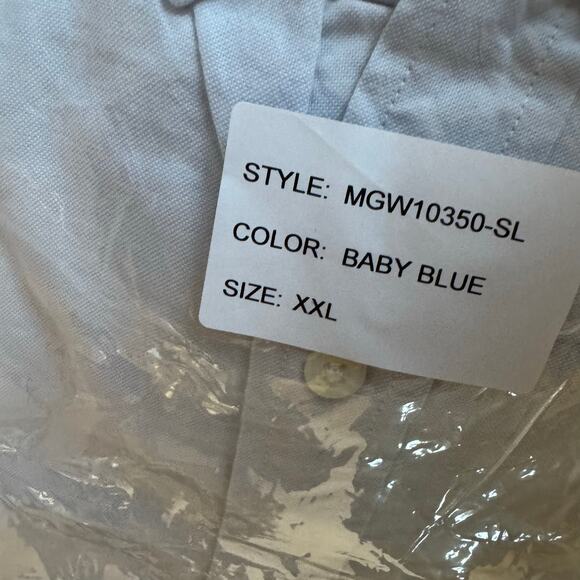 STYLE: MGW10350-SL
COLOR: BABY BLUE
SIZE: XXL